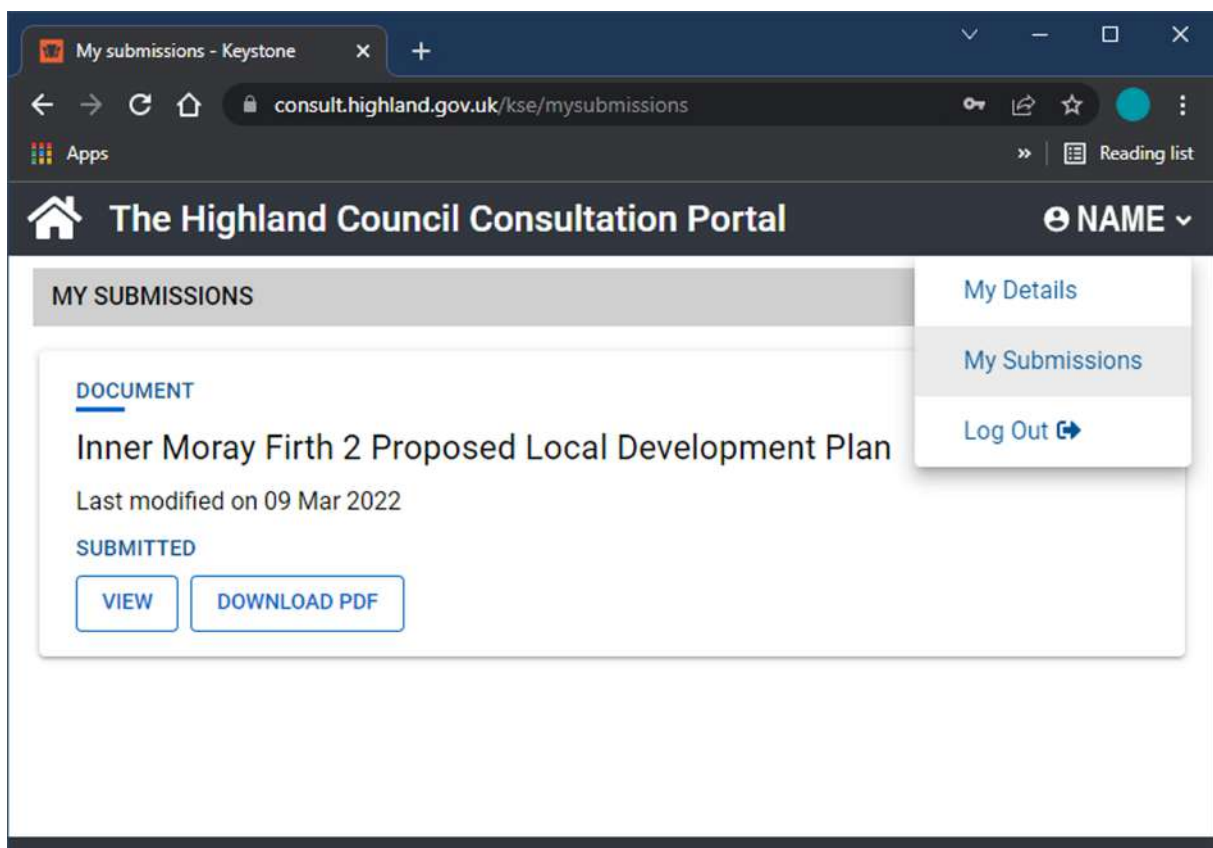 My submissions - Keystone
consult.highland.gov.uk/kse/mysubmissions
Apps
» Reading list
The Highland Council Consultation Portal
NAME
MY SUBMISSIONS
My Details
My Submissions
Log Out
DOCUMENT
Inner Moray Firth 2 Proposed Local Development Plan
Last modified on 09 Mar 2022
SUBMITTED
VIEW DOWNLOAD PDF